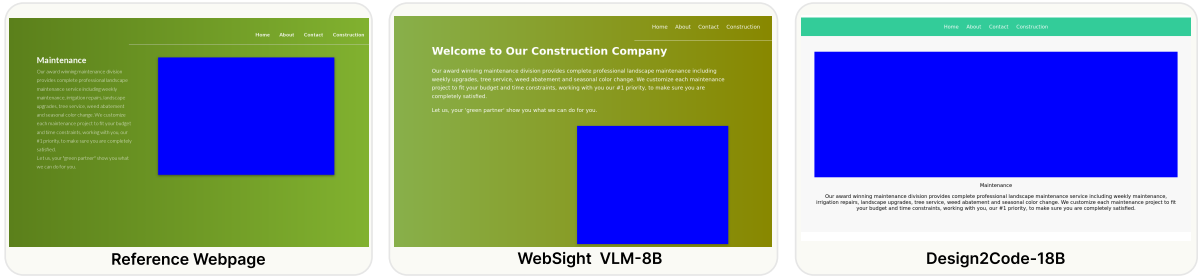 Home About Contact Construction
Maintenance
Our award winning maintenance division
provides complete professional landscape
maintenance service including weekly
maintenance, irrigation repairs, landscape
upgrades, tree service, weed abatement
and seasonal color change. We customize
each maintenance project to fit your budget
and time constraints, working with you, our
#1 priority, to make sure you are completely
satisfied.
Let us, your "green partner" show you what
we can do for you.
Reference Webpage
Home About Contact Construction
Welcome to Our Construction Company
Our award winning maintenance division provides complete professional landscape maintenance including
weekly upgrades, tree service, weed abatement and seasonal color change. We customize each maintenance
project to fit your budget and time constraints, working with you our #1 priority, to make sure you are
completely satisfied.
Let us, your 'green partner' show you what we can do for you.
WebSight VLM-8B
Home About Contact Construction
Maintenance
Our award winning maintenance division provides complete professional landscape maintenance service including weekly maintenance,
irrigation repairs, landscape upgrades, tree service, weed abatement and seasonal color change. We customize each maintenance project to fit
your budget and time constraints, working with you, our #1 priority, to make sure you are completely satisfied.
Design2Code-18B